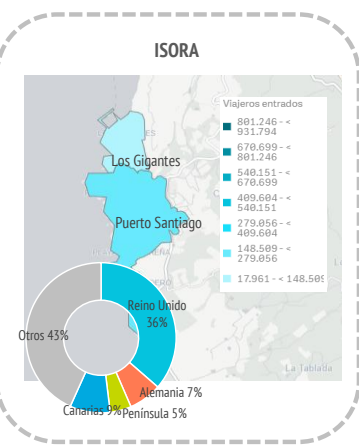 ISORA
Viajeros entrados
801.246 - <
931.794
670.699 - <
801.246
540.151 - <
670.699
409.604 - <
540.151
279.056 - <
409.604
148.509 - <
279.056
17.961 - < 148.509
Los Gigantes
Puerto Santiago
Reino Unido
36%
Otros 43%
Alemania 7%
Canarias 9%
Península 5%
La Tablada